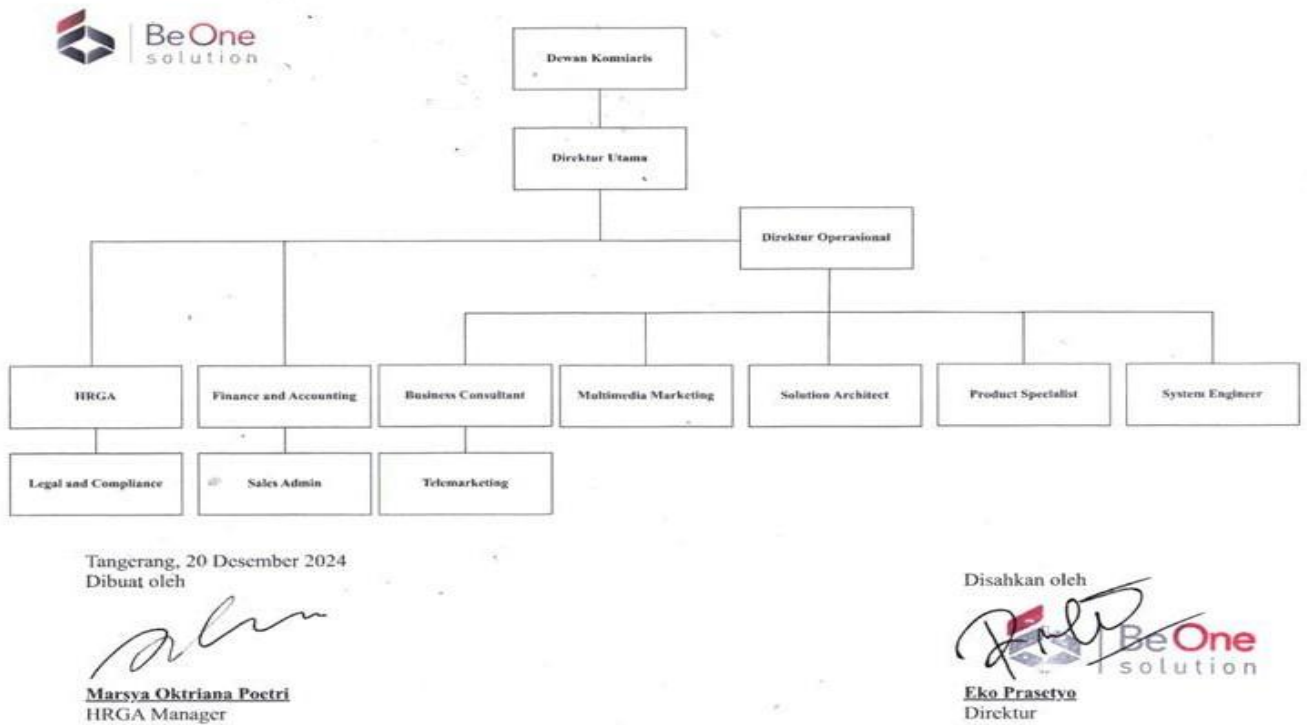 BeOne
solution
Dewan Komsiaris
Direktur Utama
Direktur Operasional
HRGA
Finance and Accounting
Business Consultant
Multimedia Marketing
Solution Architect
Product Specialist
System Engineer
Legal and Compliance
Sales Admin
Telemarketing
Tangerang, 20 Desember 2024
Dibuat oleh
Marsya Oktriana Poetri
HRGA Manager
Disahkan oleh
BeOne
solution
Eko Prasetyo
Direktur